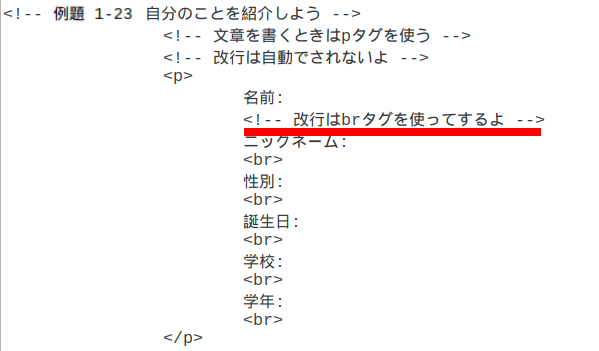 <!-- 例題 1-23 自分のことを紹介しよう -->
<!-- 文章を書くときはpタグを使う -->
<!-- 改行は自動でされないよ -->
<p>
名前:
<!-- 改行はbrタグを使ってするよ -->
ニックネーム:
<br>
性別:
<br>
誕生日:
<br>
学校:
<br>
学年:
<br>
</p>